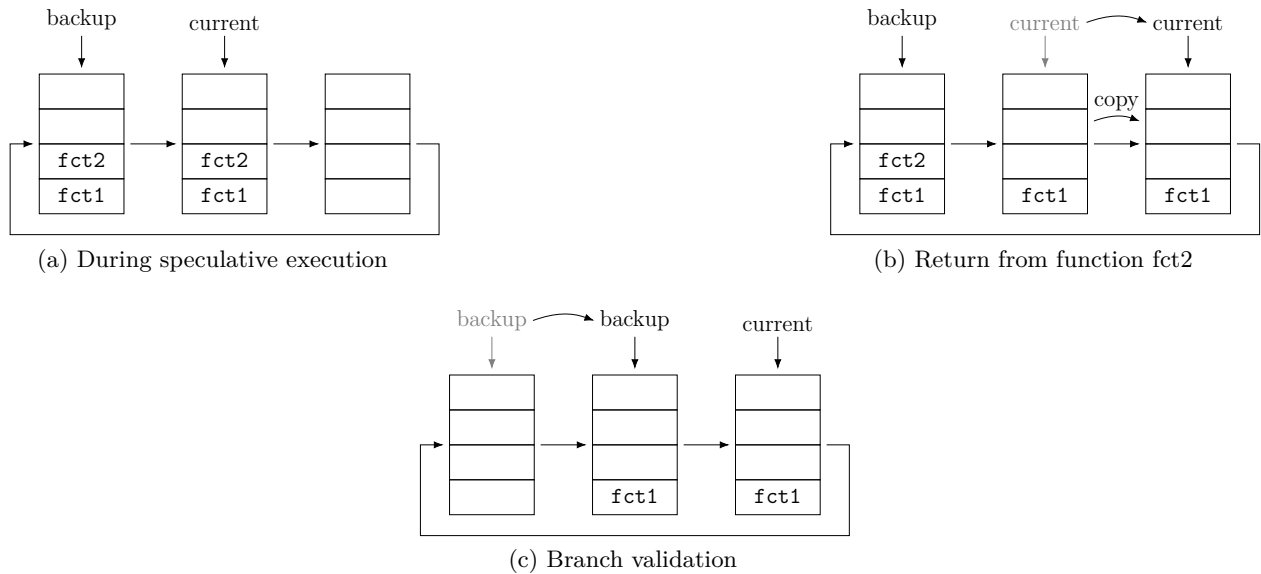 backup
current
fct2
fct2
fct1
fct1
(a) During speculative execution
backup
current
current
copy
fct2
fct1
fct1
fct1
(b) Return from function fct2
backup
backup
current
fct1
fct1
(c) Branch validation